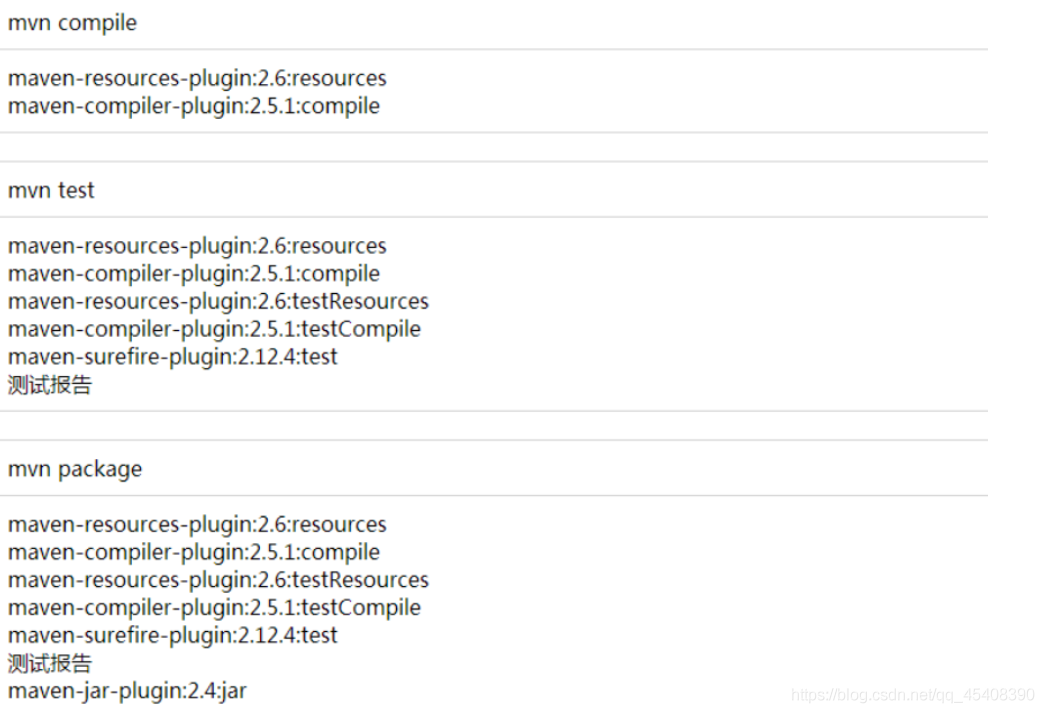 mvn compile
maven-resources-plugin:2.6:resources
maven-compiler-plugin:2.5.1:compile
mvn test
maven-resources-plugin:2.6:resources
maven-compiler-plugin:2.5.1:compile
maven-resources-plugin:2.6:testResources
maven-compiler-plugin:2.5.1:testCompile
maven-surefire-plugin:2.12.4:test
测试报告
mvn package
maven-resources-plugin:2.6:resources
maven-compiler-plugin:2.5.1:compile
maven-resources-plugin:2.6:testResources
maven-compiler-plugin:2.5.1:testCompile
maven-surefire-plugin:2.12.4:test
测试报告
maven-jar-plugin:2.4:jar
https://blog.csdn.net/qq_45408390